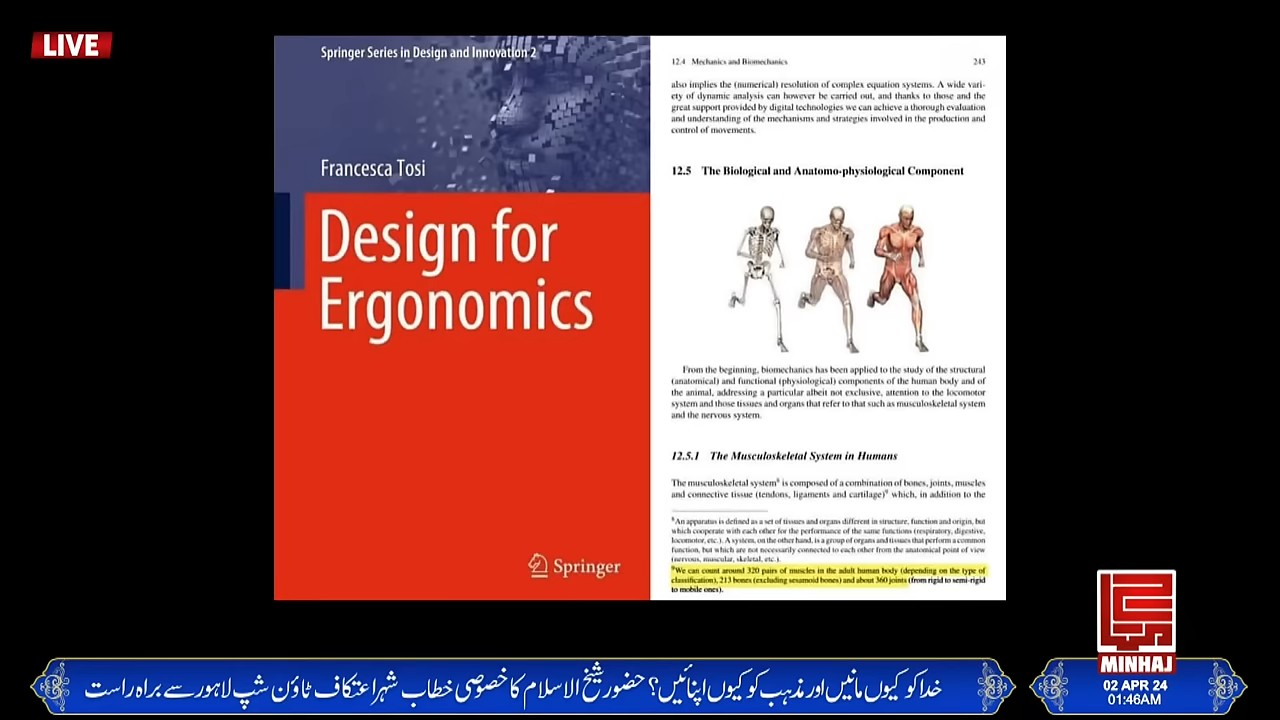 LIVE
Springer Series in Design and Innovation 2
Francesca Tosi
Design for
Ergonomics
Springer
12.4 Mechanics and Biomechanics 243
also implies the (numerical) resolution of complex equation systems. A wide vari-
ety of dynamic analysis can however be carried out, and thanks to those and the
great support provided by digital technologies we can achieve a thorough evaluation
and understanding of the mechanisms and strategies involved in the production and
control of movements.
12.5 The Biological and Anatomo-physiological Component
From the beginning, biomechanics has been applied to the study of the structural
(anatomical) and functional (physiological) components of the human body and of
the animal, addressing a particular albeit not exclusive, attention to the locomotor
system and those tissues and organs that refer to that such as musculoskeletal system
and the nervous system.
12.5.1 The Musculoskeletal System in Humans
The musculoskeletal system⁸ is composed of a combination of bones, joints, muscles
and connective tissue (tendons, ligaments and cartilage)⁹ which, in addition to the
⁸An apparatus is defined as a set of tissues and organs different in structure, function and origin, but
which cooperate with each other for the performance of the same functions (respiratory, digestive,
locomotor, etc.). A system, on the other hand, is a group of organs and tissues that perform a common
function, but which are not necessarily connected to each other from the anatomical point of view
(nervous, muscular, skeletal, etc.).
⁹We can count around 320 pairs of muscles in the adult human body (depending on the type of
classification), 213 bones (excluding sesamoid bones) and about 360 joints (from rigid to semi-rigid
to mobile ones).
MINHAJ
خدا کو کیوں مانیں اور مذہب کو کیوں اپنائیں؟ حضور شیخ الاسلام کا خصوصی خطاب شہر اعتکاف ٹاؤن شپ لاہور سے براہ راست
02 APR 24
01:46AM